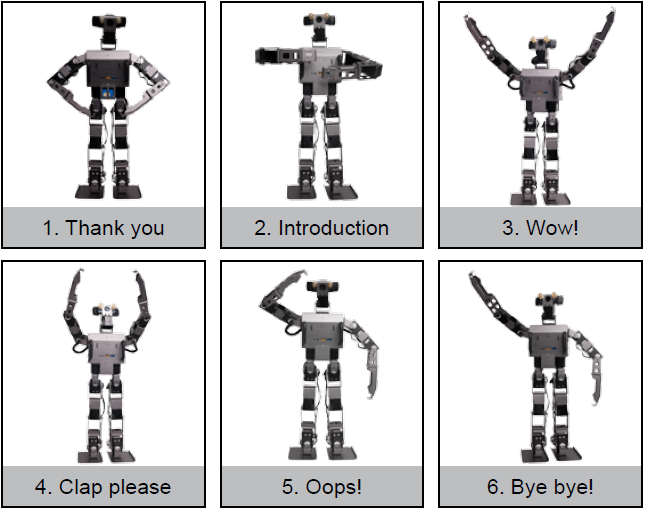 1. Thank you
2. Introduction
3. Wow!
4. Clap please
5. Oops!
6. Bye bye!